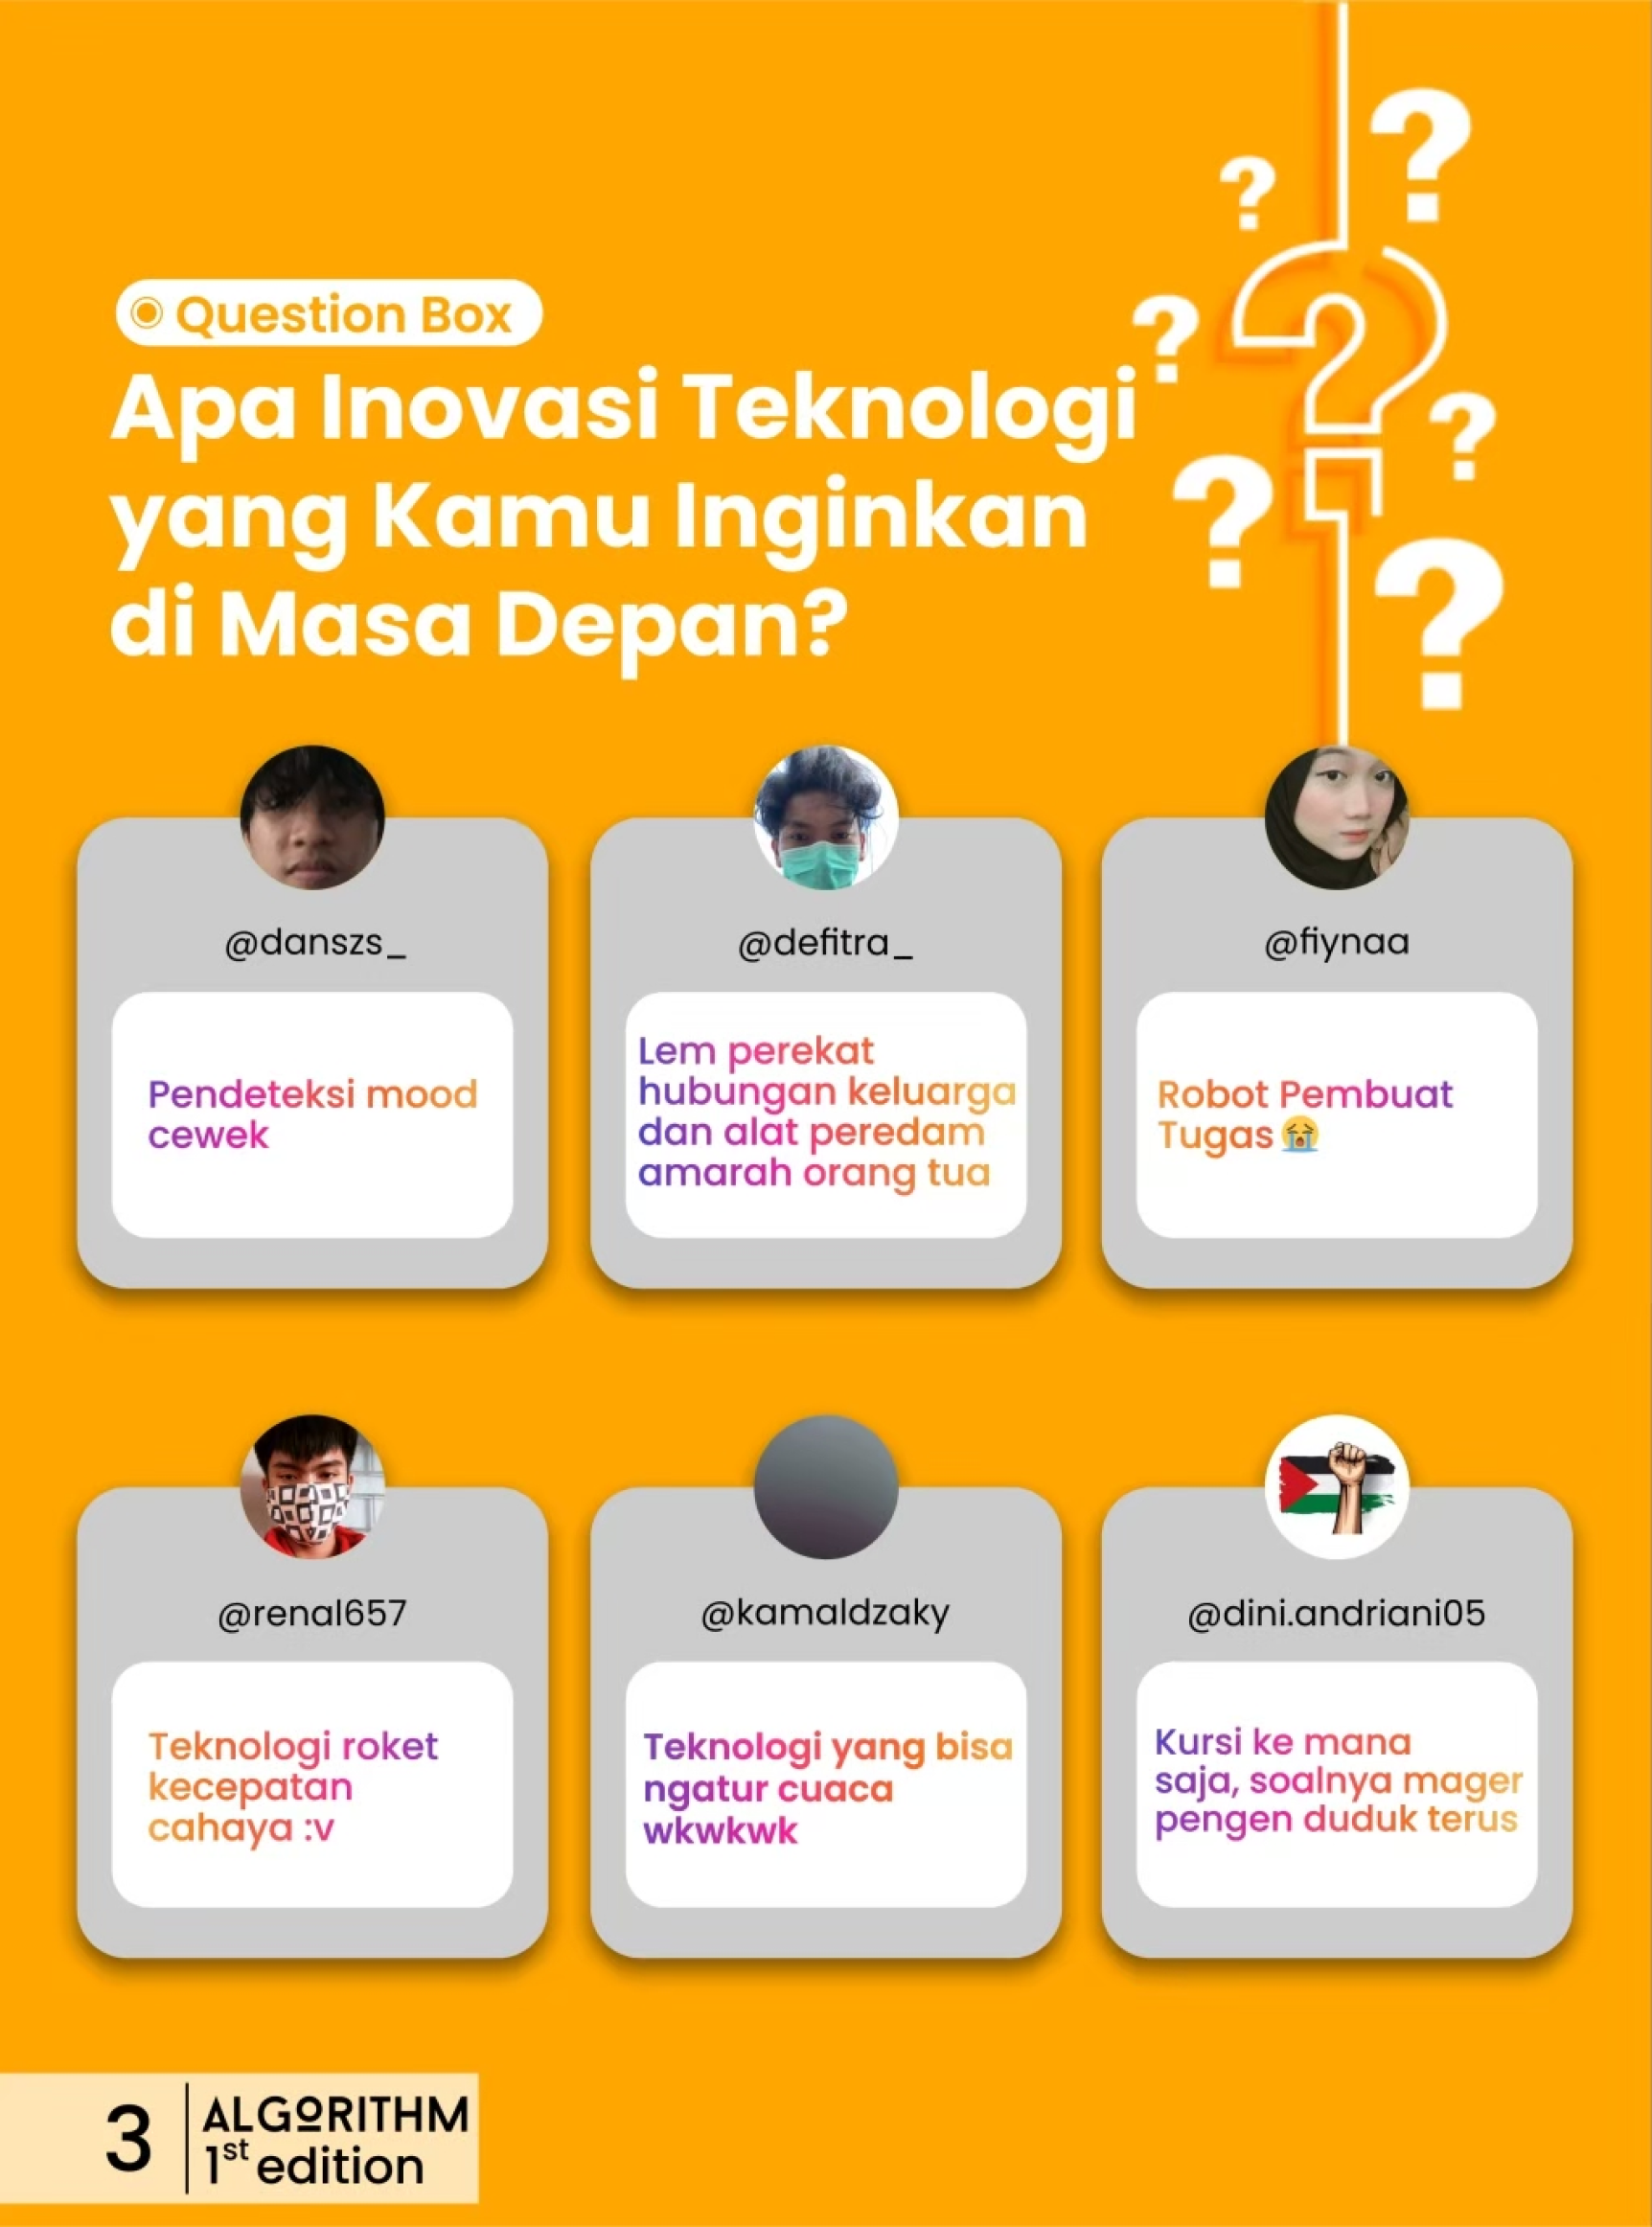 Question Box
Apa Inovasi Teknologi
yang Kamu Inginkan
di Masa Depan?
@danszs_
Pendeteksi mood
cewek
@defitra_
Lem perekat
hubungan keluarga
dan alat peredam
amarah orang tua
@fiynaa
Robot Pembuat
Tugas 😭
@renal657
Teknologi roket
kecepatan
cahaya :v
@kamaldzaky
Teknologi yang bisa
ngatur cuaca
wkwkwk
@dini.andriani05
Kursi ke mana
saja, soalnya mager
pengen duduk terus
3
ALGORITHM
1st edition